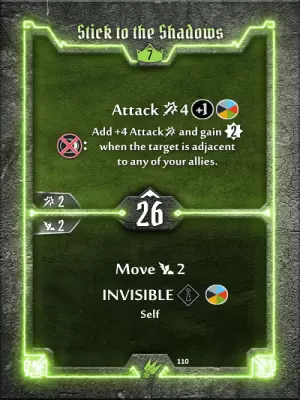 Stick to the Shadows
7
Attack 4 +1
Add +4 Attack and gain 2
: when the target is adjacent
to any of your allies.
2
26
2
Move 2
INVISIBLE
Self
110